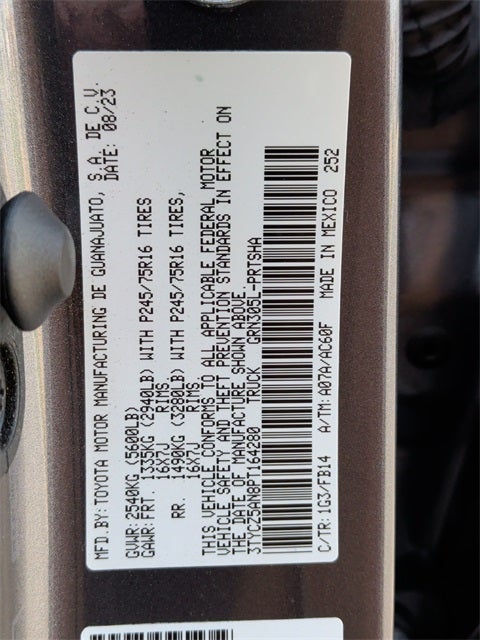 MFD. BY: TOYOTA MOTOR MANUFACTURING DE GUANAJUATO, S.A. DE C.V.
DATE: 08/23
GVWR: 2540KG (5600LB)
GAWR: FRT. 1335KG (2940LB) WITH P245/75R16 TIRES
16X7J RIMS,
RR. 1490KG (3280LB) WITH P245/75R16 TIRES,
16X7J RIMS,
THIS VEHICLE CONFORMS TO ALL APPLICABLE FEDERAL MOTOR
VEHICLE SAFETY AND THEFT PREVENTION STANDARDS IN EFFECT ON
THE DATE OF MANUFACTURE SHOWN ABOVE.
3TYCZ5AN8PT164280 TRUCK GRN305L-PRTSHA
C/TR: 1G3/FB14 A/TM: A07A/AC60F MADE IN MEXICO 252